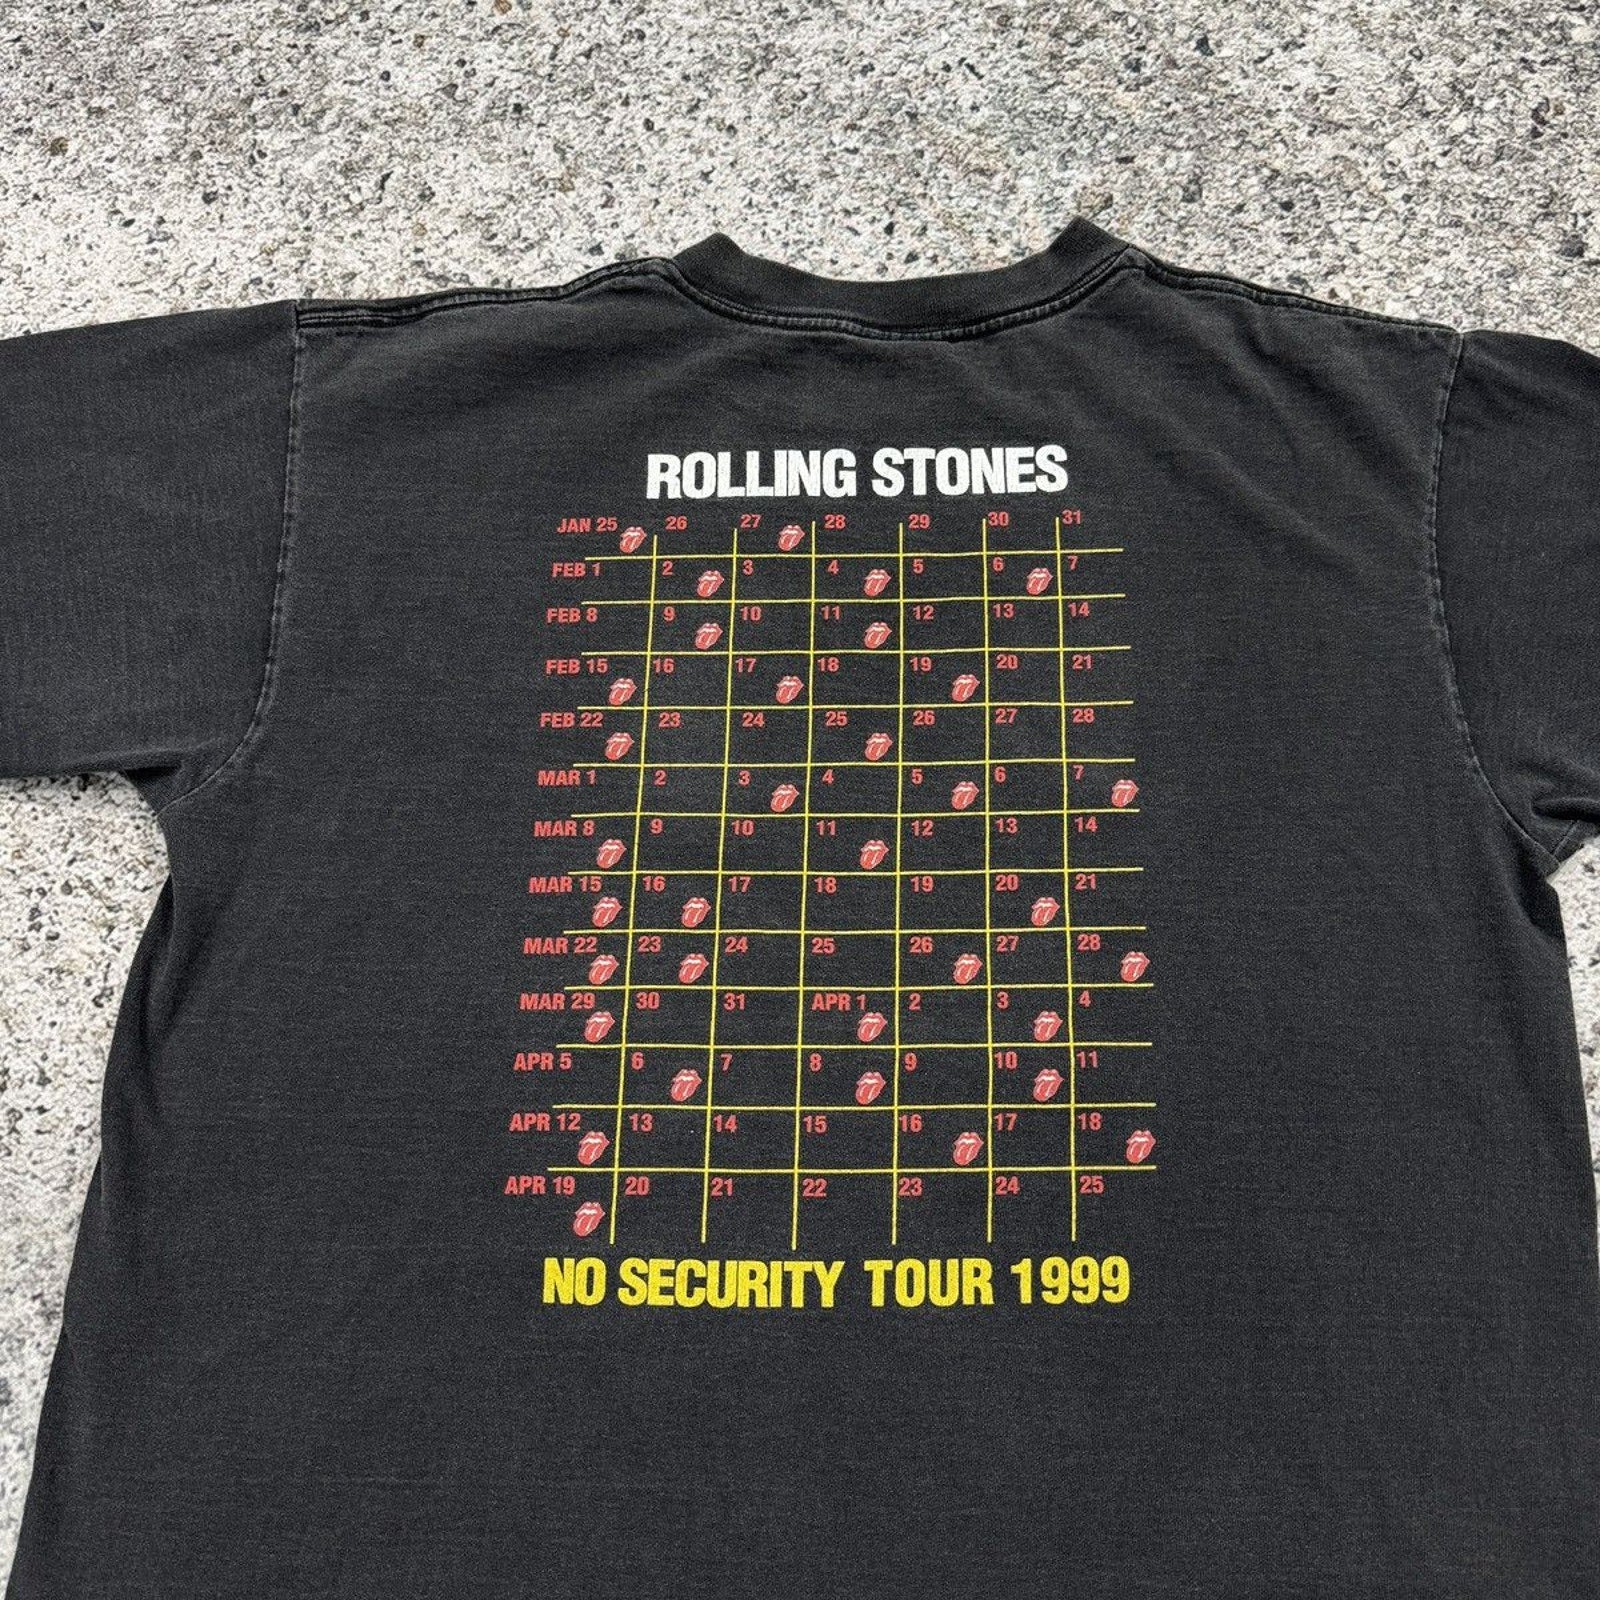 ROLLING STONES
JAN 25 26 27 28 29 30 31
FEB 1 2 3 4 5 6 7
FEB 8 9 10 11 12 13 14
FEB 15 16 17 18 19 20 21
FEB 22 23 24 25 26 27 28
MAR 1 2 3 4 5 6 7
MAR 8 9 10 11 12 13 14
MAR 15 16 17 18 19 20 21
MAR 22 23 24 25 26 27 28
MAR 29 30 31 APR 1 2 3 4
APR 5 6 7 8 9 10 11
APR 12 13 14 15 16 17 18
APR 19 20 21 22 23 24 25
NO SECURITY TOUR 1999